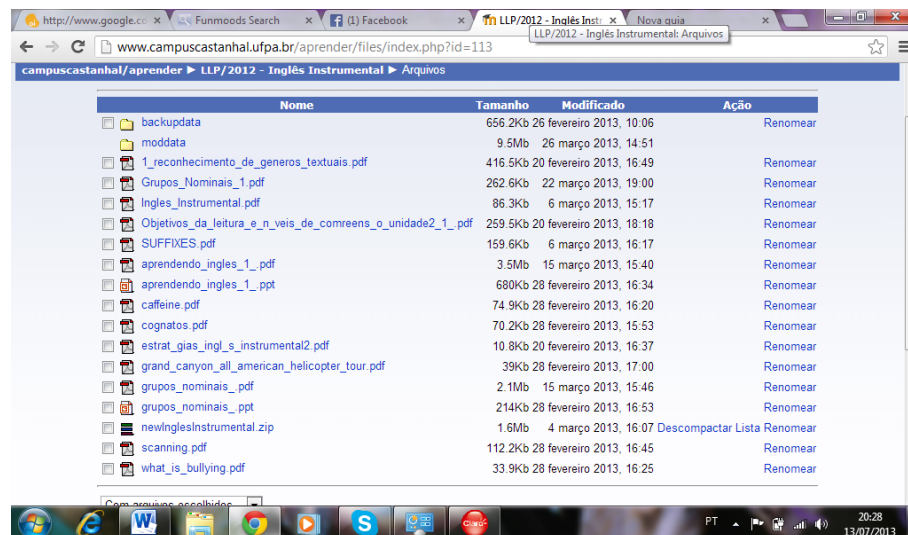 http://www.google.cc Funmoods Search (1) Facebook LLP/2012 - Inglês Instr Nova guia
LLP/2012 - Inglês Instrumental: Arquivos
www.campuscastanhal.ufpa.br/aprender/files/index.php?id=113
campuscastanhal/aprender ► LLP/2012 - Inglês Instrumental ► Arquivos
Nome Tamanho Modificado Ação
backupdata 656.2Kb 26 fevereiro 2013, 10:06 Renomear
moddata 9.5Mb 26 março 2013, 14:51
1_reconhecimento_de_generos_textuais.pdf 416.5Kb 20 fevereiro 2013, 16:49 Renomear
Grupos_Nominais_1.pdf 262.6Kb 22 março 2013, 19:00 Renomear
Ingles_Instrumental.pdf 86.3Kb 6 março 2013, 15:17 Renomear
Objetivos_da_leitura_e_n_veis_de_comreens_o_unidade2_1_.pdf 259.5Kb 20 fevereiro 2013, 18:18 Renomear
SUFFIXES.pdf 159.6Kb 6 março 2013, 16:17 Renomear
aprendendo_ingles_1_.pdf 3.5Mb 15 março 2013, 15:40 Renomear
aprendendo_ingles_1_.ppt 680Kb 28 fevereiro 2013, 16:34 Renomear
caffeine.pdf 74.9Kb 28 fevereiro 2013, 16:20 Renomear
cognatos.pdf 70.2Kb 28 fevereiro 2013, 15:53 Renomear
estrat_gias_ingl_s_instrumental2.pdf 10.8Kb 20 fevereiro 2013, 16:37 Renomear
grand_canyon_all_american_helicopter_tour.pdf 39Kb 28 fevereiro 2013, 17:00 Renomear
grupos_nominais_.pdf 2.1Mb 15 março 2013, 15:46 Renomear
grupos_nominais_.ppt 214Kb 28 fevereiro 2013, 16:53 Renomear
newInglesInstrumental.zip 1.6Mb 4 março 2013, 16:07 Descompactar Lista Renomear
scanning.pdf 112.2Kb 28 fevereiro 2013, 16:45 Renomear
what_is_bullying.pdf 33.9Kb 28 fevereiro 2013, 16:25 Renomear
Com arquivos escolhidos
Claro PT 20:28
13/07/2013